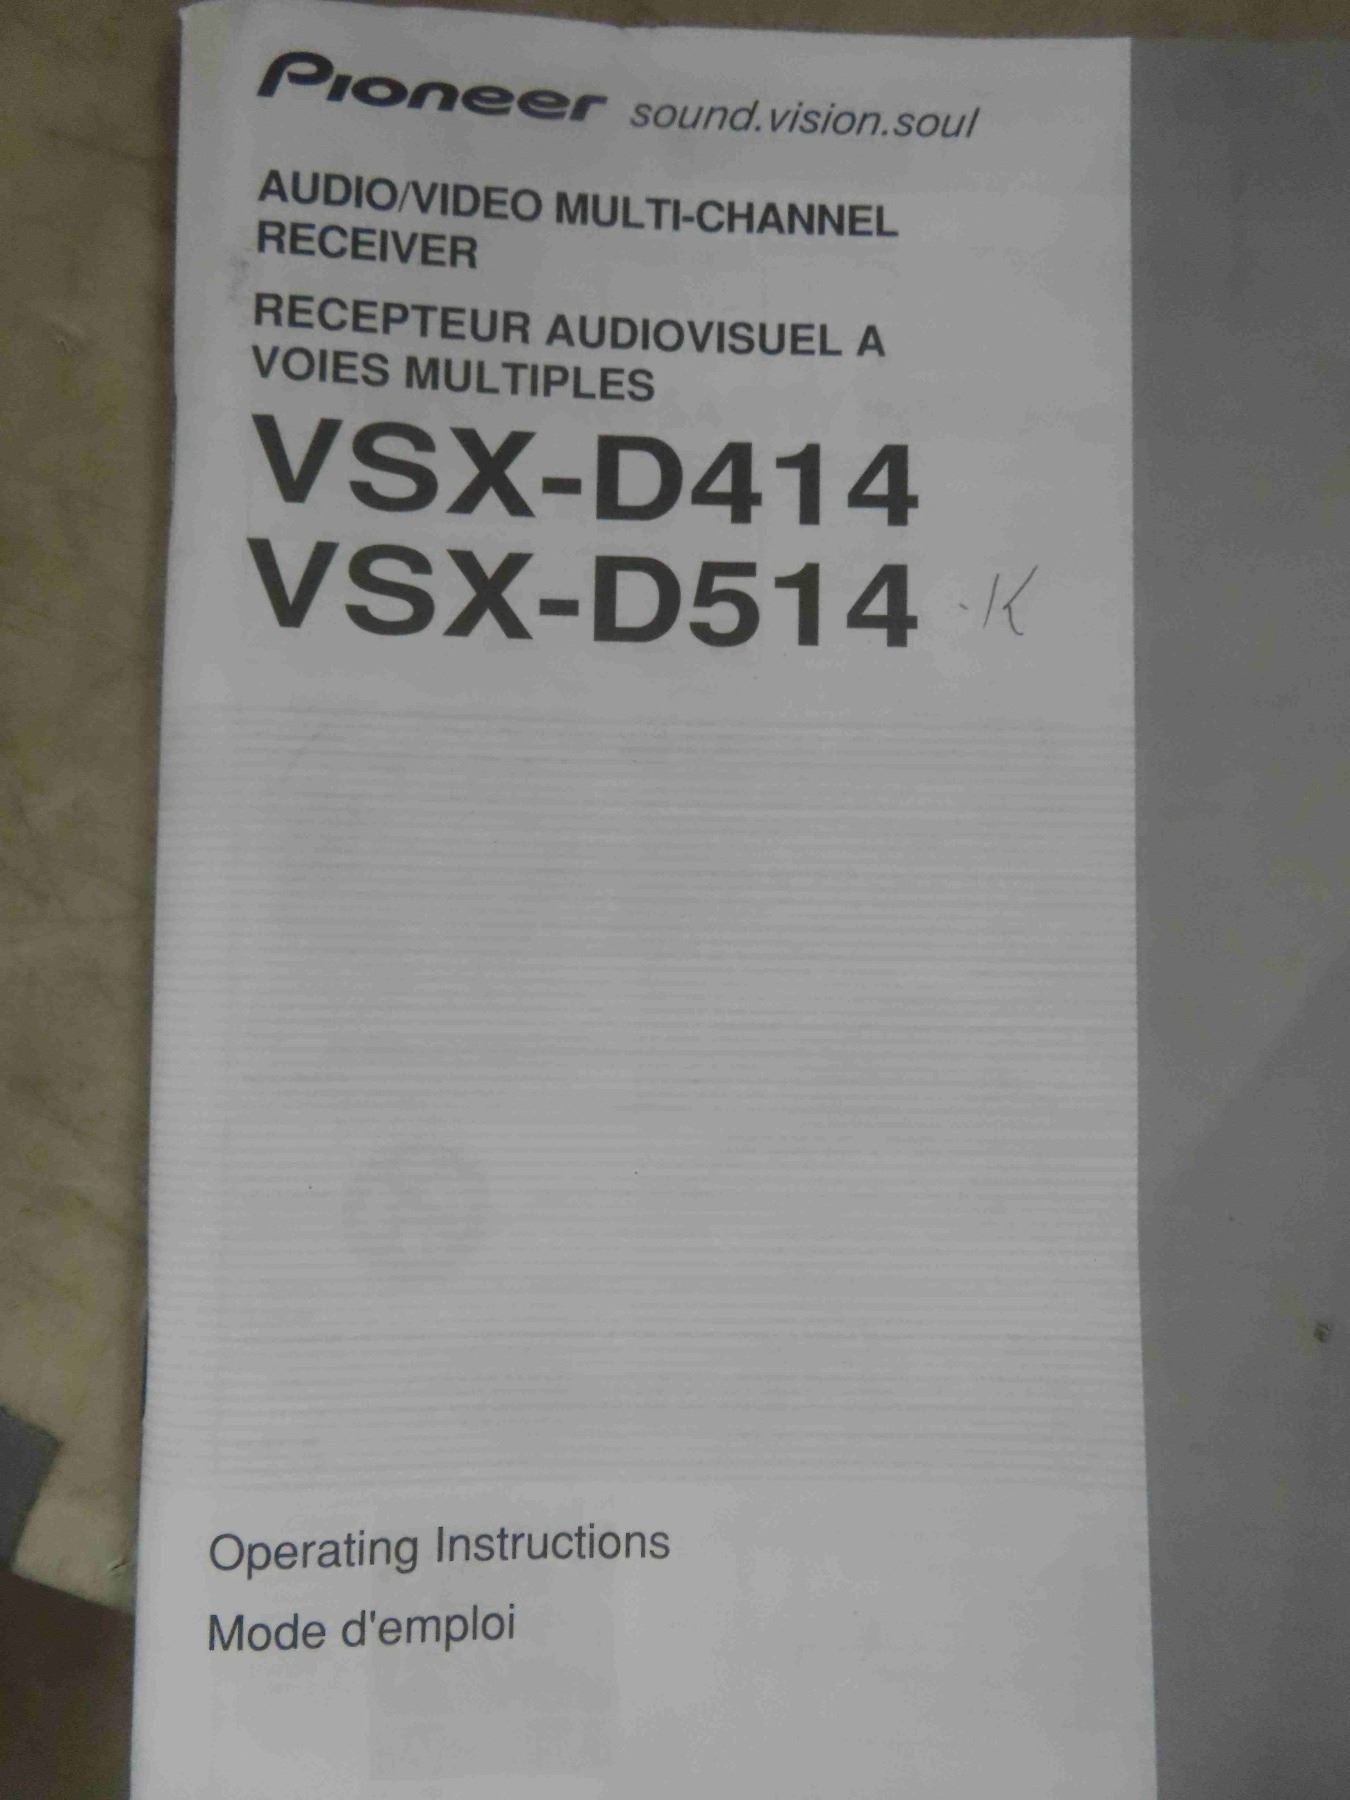 Pioneer sound.vision.soul
AUDIO/VIDEO MULTI-CHANNEL
RECEIVER
RECEPTEUR AUDIOVISUEL A
VOIES MULTIPLES
VSX-D414
VSX-D514 -K
Operating Instructions
Mode d'emploi